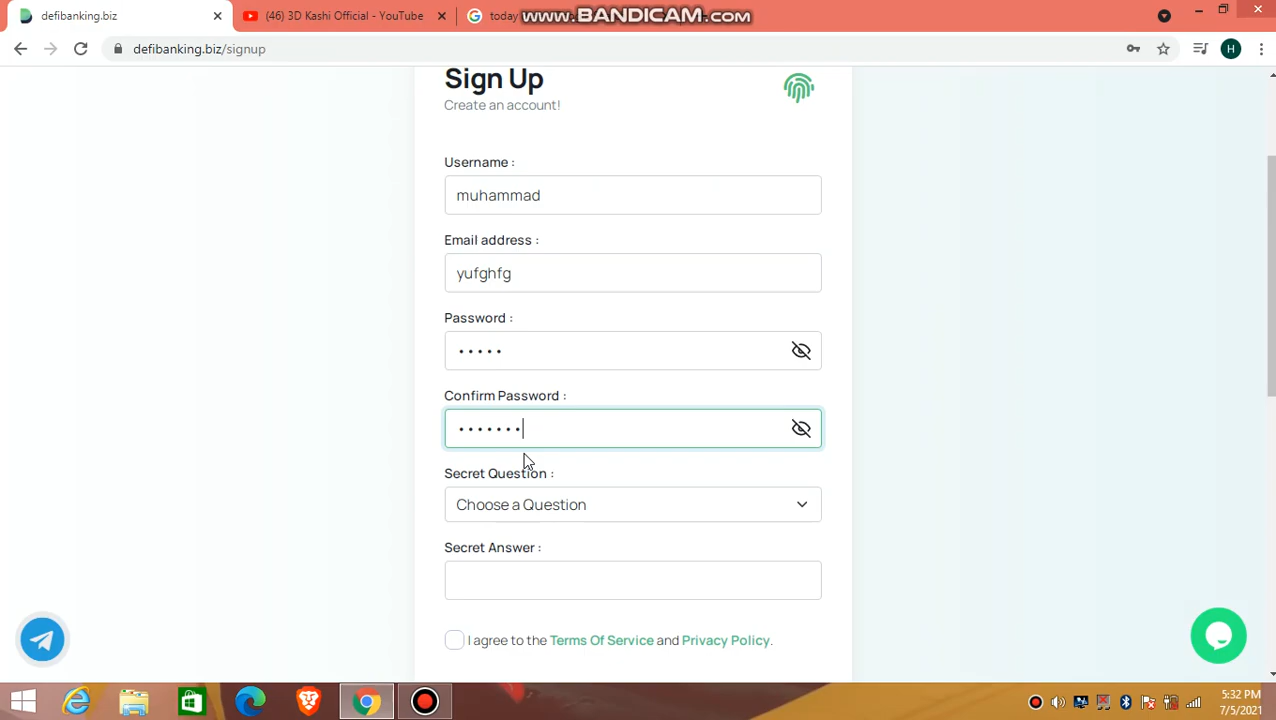 defibanking.biz
(46) 3D Kashi Official - YouTube
today
www.BANDICAM.com
defibanking.biz/signup
H
Sign Up
Create an account!
Username :
muhammad
Email address :
yufghfg
Password :
•••••
Confirm Password :
•••••••
Secret Question :
Choose a Question
Secret Answer :
I agree to the Terms Of Service and Privacy Policy.
5:32 PM
7/5/2021